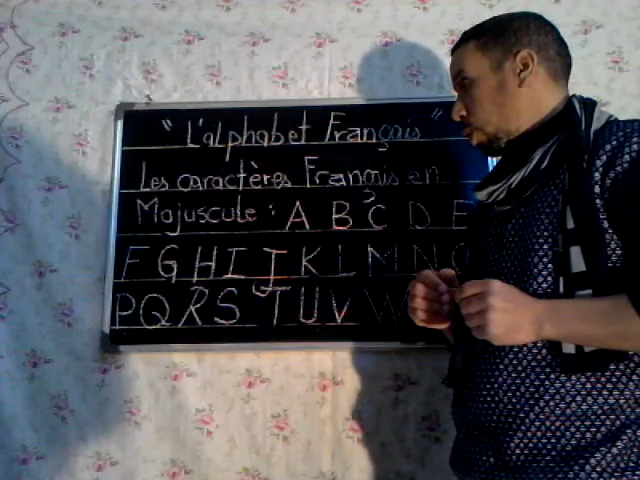 "L'alphabet Français"
Les caractères Français en
Majuscule : A B C D E
F G H I J K L M N O
P Q R S T U V W